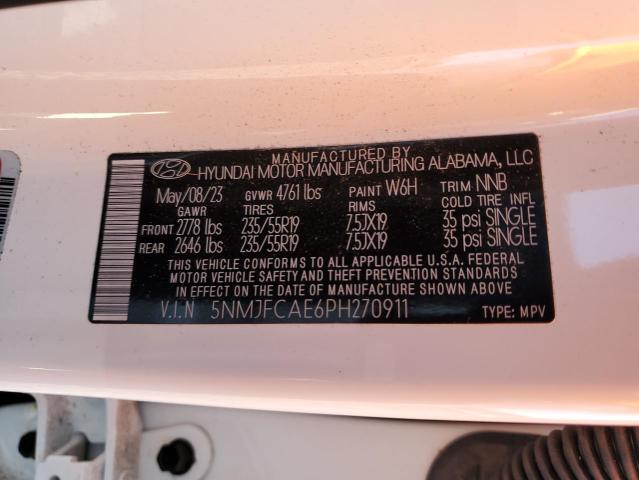 MANUFACTURED BY
HYUNDAI MOTOR MANUFACTURING ALABAMA, LLC
May/08/23 GVWR 4761 lbs PAINT W6H TRIM NNB
GAWR TIRES RIMS COLD TIRE INFL
FRONT 2778 lbs 235/55R19 7.5JX19 35 psi SINGLE
REAR 2646 lbs 235/55R19 7.5JX19 35 psi SINGLE
THIS VEHICLE CONFORMS TO ALL APPLICABLE U.S.A. FEDERAL
MOTOR VEHICLE SAFETY AND THEFT PREVENTION STANDARDS
IN EFFECT ON THE DATE OF MANUFACTURE SHOWN ABOVE.
V.I.N 5NMJFCAE6PH270911 TYPE: MPV